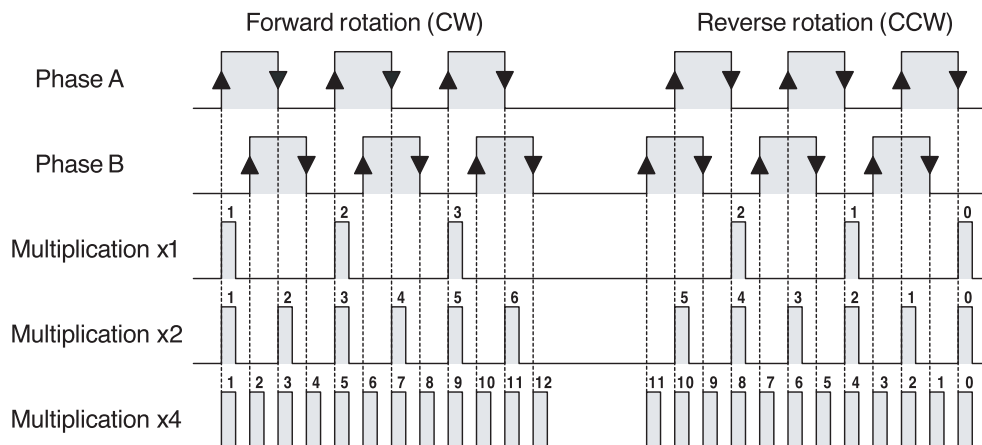 Forward rotation (CW) Reverse rotation (CCW)
Phase A
Phase B
1 2 3 2 1 0
Multiplication x1
1 2 3 4 5 6 5 4 3 2 1 0
Multiplication x2
1 2 3 4 5 6 7 8 9 10 11 12 11 10 9 8 7 6 5 4 3 2 1 0
Multiplication x4